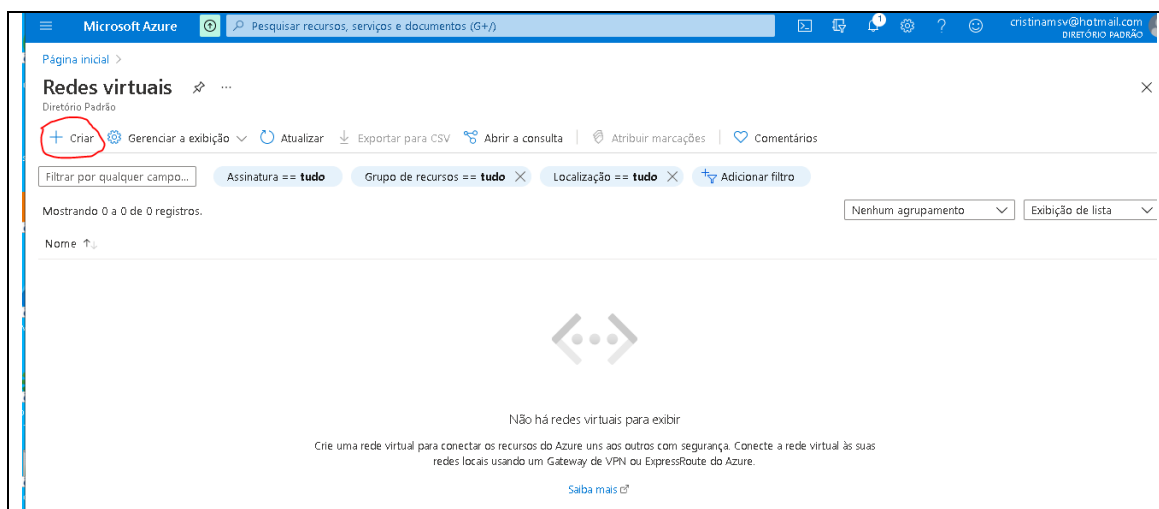 Microsoft Azure
Pesquisar recursos, serviços e documentos (G+/)
1
cristinamsv@hotmail.com
DIRETÓRIO PADRÃO
Página inicial >
Redes virtuais
Diretório Padrão
+ Criar Gerenciar a exibição Atualizar Exportar para CSV Abrir a consulta Atribuir marcações Comentários
Filtrar por qualquer campo... Assinatura == tudo Grupo de recursos == tudo Localização == tudo Adicionar filtro
Mostrando 0 a 0 de 0 registros. Nenhum agrupamento Exibição de lista
Nome ↑↓
Não há redes virtuais para exibir
Crie uma rede virtual para conectar os recursos do Azure uns aos outros com segurança. Conecte a rede virtual às suas
redes locais usando um Gateway de VPN ou ExpressRoute do Azure.
Saiba mais